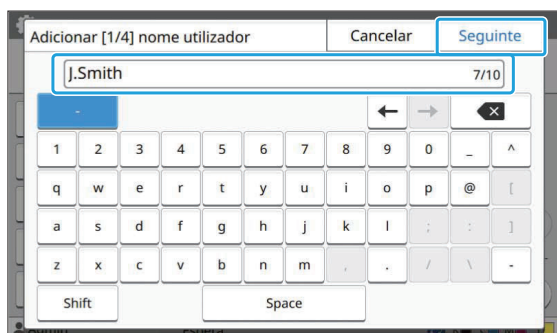 Adicionar [1/4] nome utilizador Cancelar Seguinte
J.Smith 7/10
-
← → ⌫
1 2 3 4 5 6 7 8 9 0 _ ^
q w e r t y u i o p @ [
a s d f g h j k l ; : ]
z x c v b n m , . / \ -
Shift Space